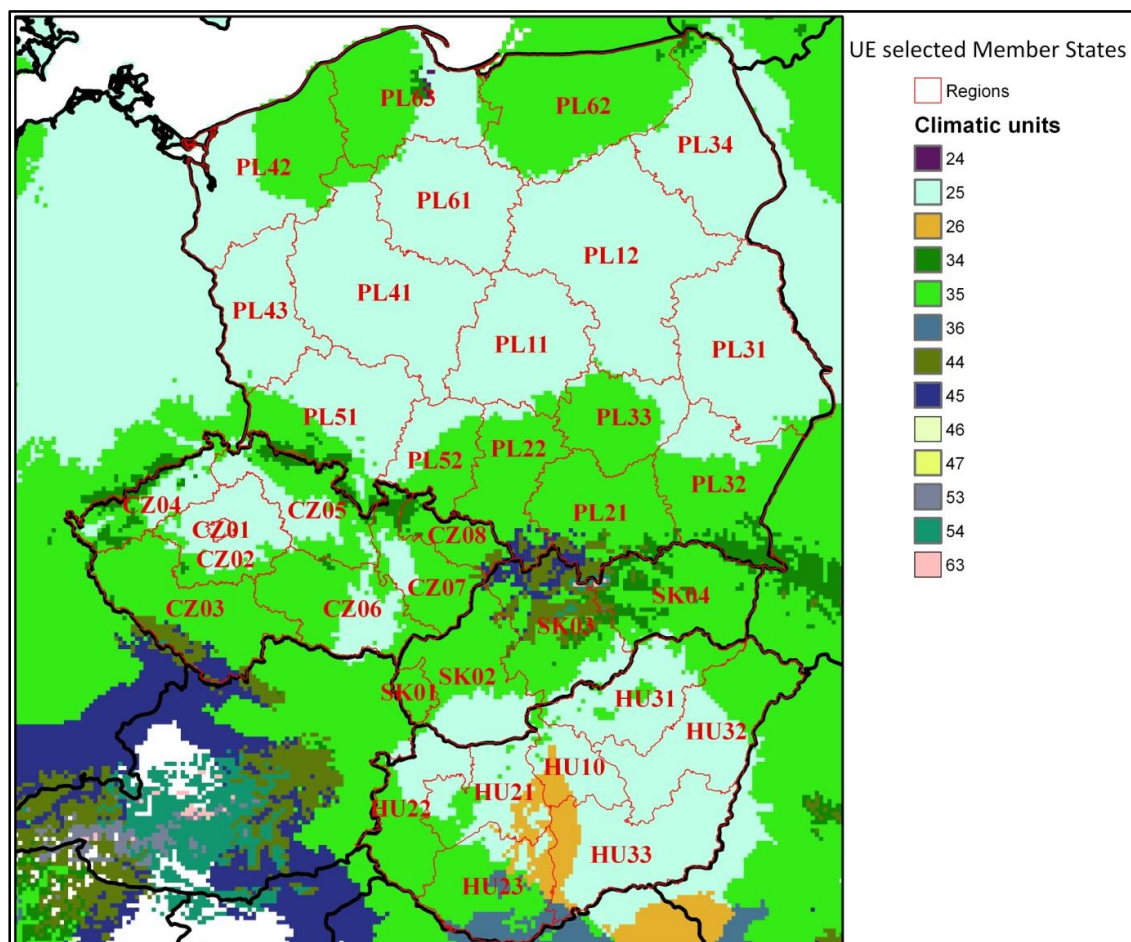 UE selected Member States
Regions
Climatic units
24
25
26
34
35
36
44
45
46
47
53
54
63
PL63
PL62
PL42
PL34
PL61
PL12
PL43
PL41
PL11
PL31
PL51
PL33
PL52
PL22
PL32
PL21
CZ04
CZ05
CZ01
CZ02
CZ08
CZ07
CZ03
CZ06
SK04
SK03
SK02
SK01
HU31
HU32
HU10
HU21
HU22
HU33
HU23